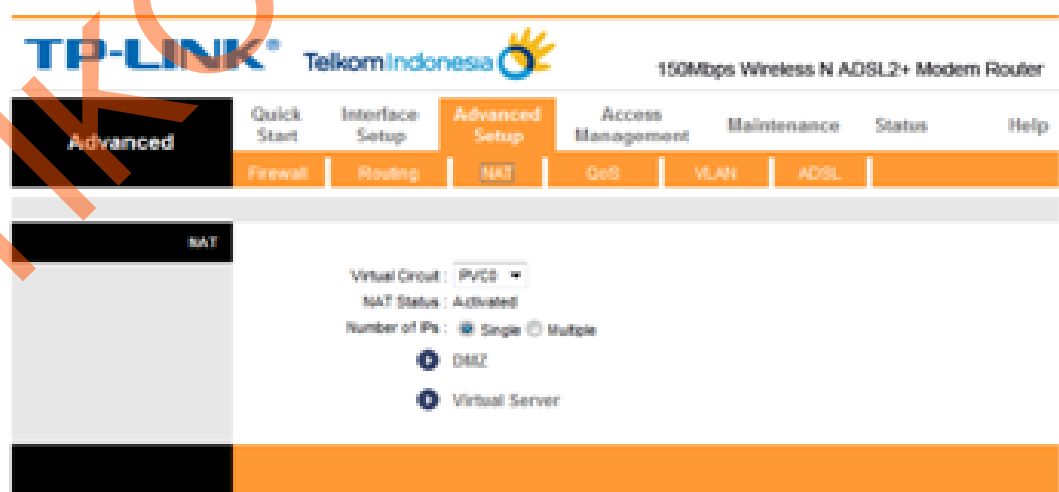 TP-LINK® TelkomIndonesia
150Mbps Wireless N ADSL2+ Modem Router
Advanced
Quick Start Interface Setup Advanced Setup Access Management Maintenance Status Help
Firewall Routing NAT QoS VLAN ADSL
NAT
Virtual Circuit : PVC0
NAT Status : Activated
Number of IPs : Single Multiple
DMZ
Virtual Server